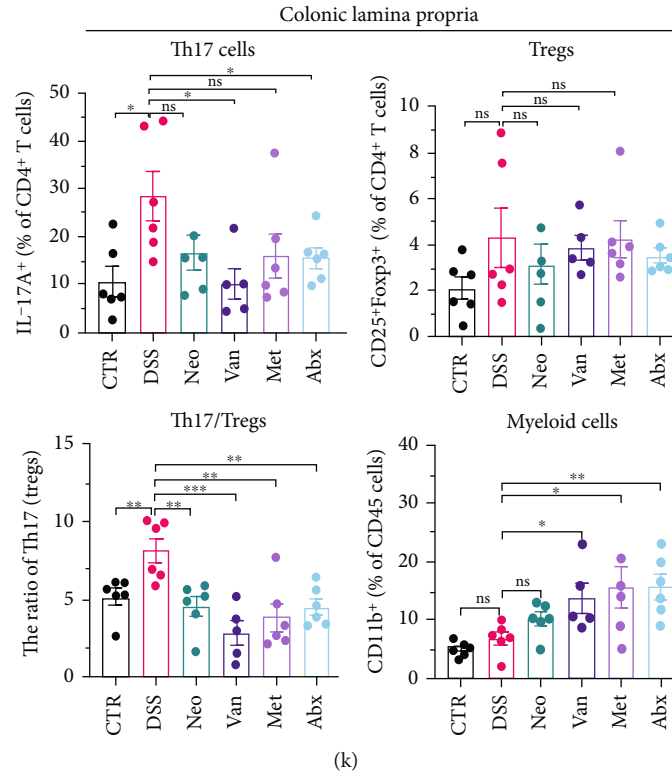 Colonic lamina propria
Th17 cells
IL-17A+ (% of CD4+ T cells)
50
40
30
20
10
0
*
ns
*
ns
*
CTR
DSS
Neo
Van
Met
Abx
Tregs
CD25+Foxp3+ (% of CD4+ T cells)
10
8
6
4
2
0
ns
ns
ns
ns
CTR
DSS
Neo
Van
Met
Abx
Th17/Tregs
The ratio of Th17 (tregs)
15
10
5
0
**
**
***
**
**
CTR
DSS
Neo
Van
Met
Abx
Myeloid cells
CD11b+ (% of CD45 cells)
40
30
20
10
0
ns
ns
*
*
**
CTR
DSS
Neo
Van
Met
Abx
(k)